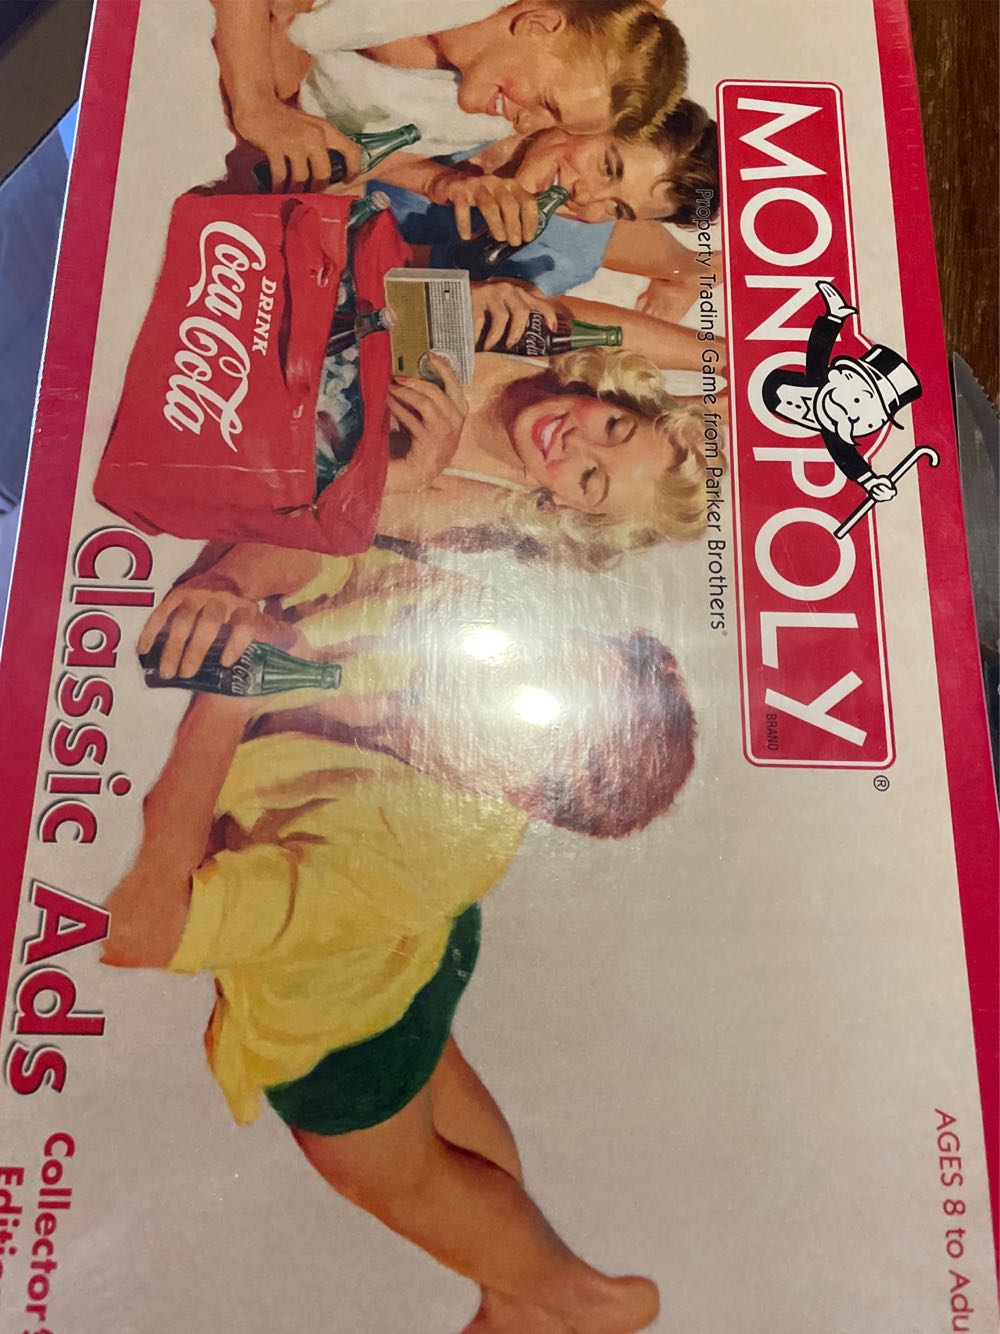 MONOPOLY
BRAND
®
Property Trading Game from Parker Brothers®
AGES 8 to
DRINK
Coca-Cola
Coca-Cola
Coca-Cola
Classic Ads
Collector's